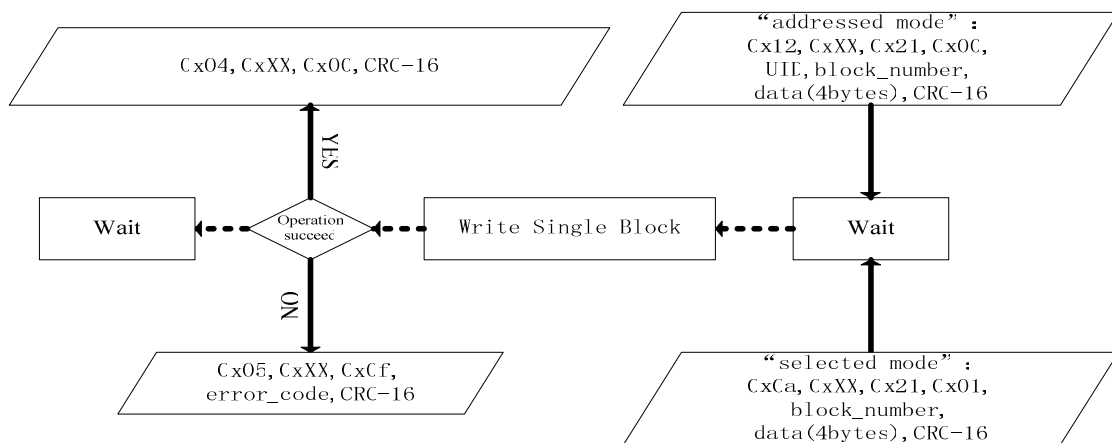 “addressed mode”:
Cx12,CxXX,Cx21,Cx0C,
UID,block_number,
data(4bytes),CRC-16
Cx04,CxXX,Cx0C,CRC-16
YES
Wait
Operation
succeed
Write Single Block
Wait
ON
Cx05,CxXX,CxCf,
error_code,CRC-16
“selected mode”:
CxCa,CxXX,Cx21,Cx01,
block_number,
data(4bytes),CRC-16